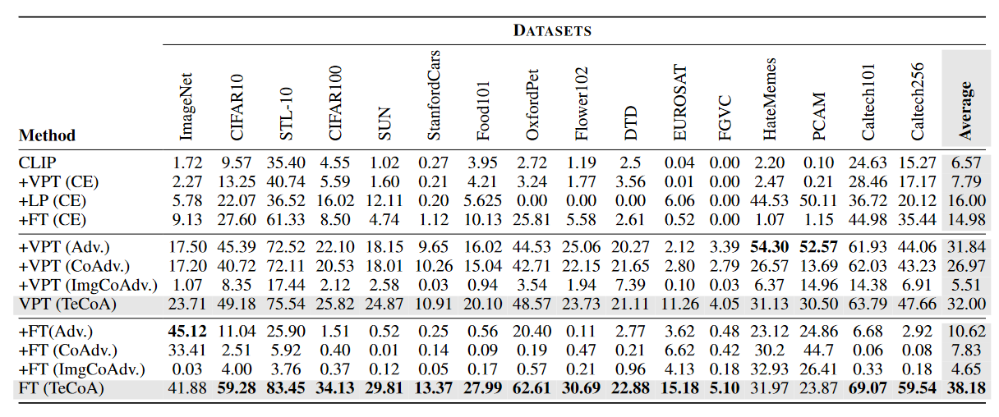 DATASETS
Method ImageNet CIFAR10 STL-10 CIFAR100 SUN StanfordCars Food101 OxfordPet Flower102 DTD EUROSAT FGVC HateMemes PCAM Caltech101 Caltech256 Average
CLIP 1.72 9.57 35.40 4.55 1.02 0.27 3.95 2.72 1.19 2.5 0.04 0.00 2.20 0.10 24.63 15.27 6.57
+VPT (CE) 2.27 13.25 40.74 5.59 1.60 0.21 4.21 3.24 1.77 3.56 0.01 0.00 2.47 0.21 28.46 17.17 7.79
+LP (CE) 5.78 22.07 36.52 16.02 12.11 0.20 5.625 0.00 0.00 0.00 6.06 0.00 44.53 50.11 36.72 20.12 16.00
+FT (CE) 9.13 27.60 61.33 8.50 4.74 1.12 10.13 25.81 5.58 2.61 0.52 0.00 1.07 1.15 44.98 35.44 14.98
+VPT (Adv.) 17.50 45.39 72.52 22.10 18.15 9.65 16.02 44.53 25.06 20.27 2.12 3.39 54.30 52.57 61.93 44.06 31.84
+VPT (CoAdv.) 17.20 40.72 72.11 20.53 18.01 10.26 15.04 42.71 22.15 21.65 2.80 2.79 26.57 13.69 62.03 43.23 26.97
+VPT (ImgCoAdv.) 1.07 8.35 17.44 2.12 2.58 0.03 0.94 3.54 1.94 7.39 0.10 0.03 6.37 14.96 14.38 6.91 5.51
VPT (TeCoA) 23.71 49.18 75.54 25.82 24.87 10.91 20.10 48.57 23.73 21.11 11.26 4.05 31.13 30.50 63.79 47.66 32.00
+FT(Adv.) 45.12 11.04 25.90 1.51 0.52 0.25 0.56 20.40 0.11 2.77 3.62 0.48 23.12 24.86 6.68 2.92 10.62
+FT (CoAdv.) 33.41 2.51 5.92 0.40 0.01 0.14 0.09 0.19 0.47 0.21 6.62 0.42 30.2 44.7 0.06 0.08 7.83
+FT (ImgCoAdv.) 0.03 4.00 3.76 0.37 0.12 0.05 0.17 0.57 0.21 0.96 4.13 0.18 32.93 26.41 0.33 0.18 4.65
FT (TeCoA) 41.88 59.28 83.45 34.13 29.81 13.37 27.99 62.61 30.69 22.88 15.18 5.10 31.97 23.87 69.07 59.54 38.18